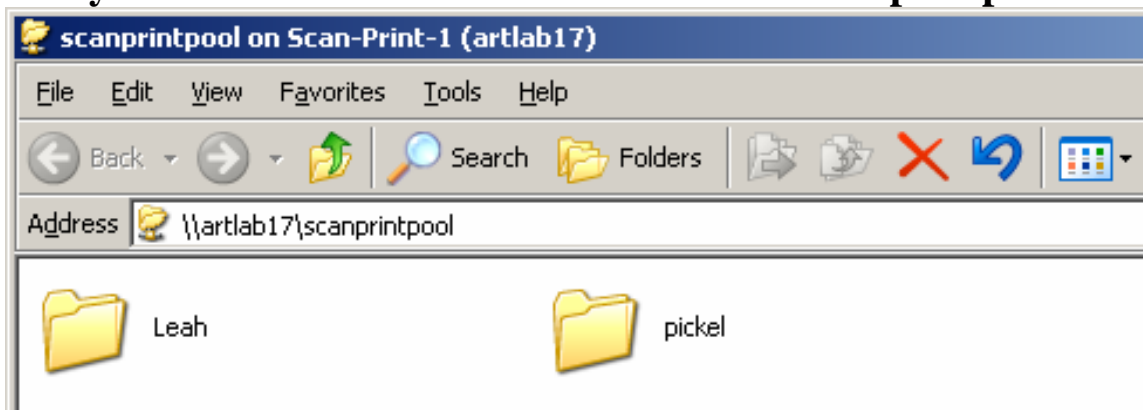 scanprintpool on Scan-Print-1 (artlab17)
File Edit View Favorites Tools Help
Back Search Folders
Address \\artlab17\scanprintpool
Leah pickel